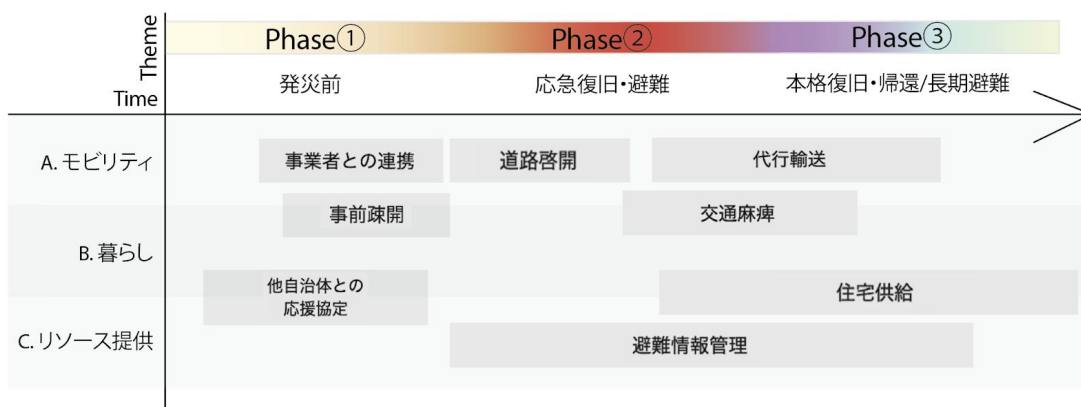 Theme
Time
Phase①
Phase②
Phase③
発災前
応急復旧・避難
本格復旧・帰還/長期避難
A. モビリティ
事業者との連携
道路啓開
代行輸送
事前疎開
交通麻痺
B. 暮らし
他自治体との
応援協定
住宅供給
C. リソース提供
避難情報管理